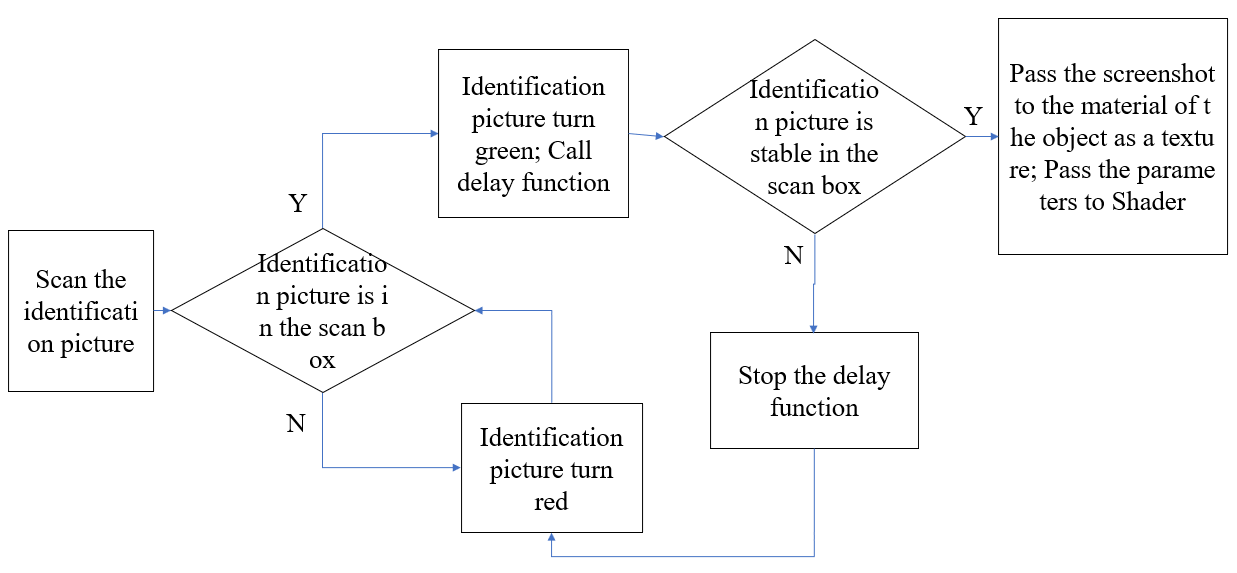 Scan the
identificati
on picture
Identificatio
n picture is i
n the scan b
ox
Y
N
Identification
picture turn
green; Call
delay function
Identification
picture turn
red
Identificatio
n picture is
stable in the
scan box
Y
N
Pass the screenshot
to the material of t
he object as a textu
re; Pass the parame
ters to Shader
Stop the delay
function